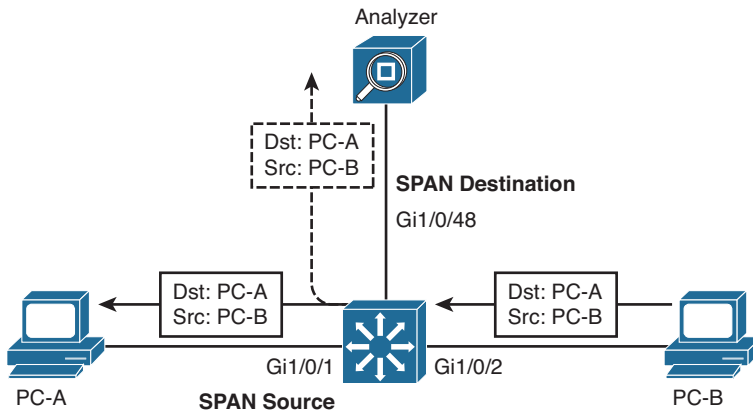 Analyzer
Dst: PC-A
Src: PC-B
SPAN Destination
Gi1/0/48
Dst: PC-A
Src: PC-B
Dst: PC-A
Src: PC-B
Gi1/0/1
Gi1/0/2
PC-A
SPAN Source
PC-B